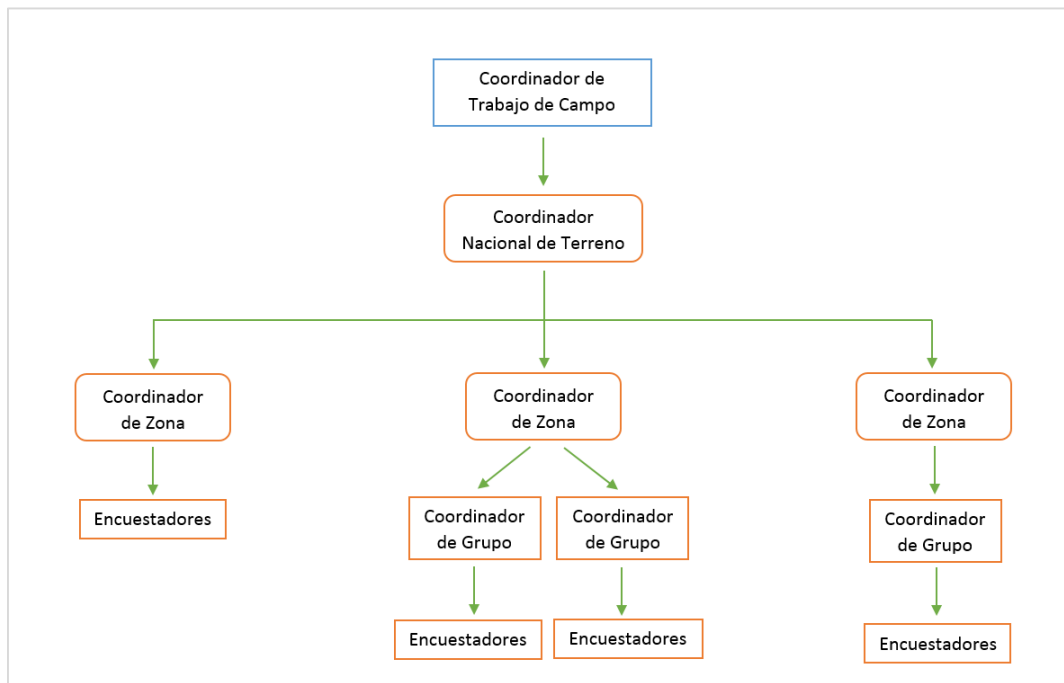 Coordinador de
Trabajo de Campo
Coordinador
Nacional de Terreno
Coordinador
de Zona
Coordinador
de Zona
Coordinador
de Zona
Encuestadores
Coordinador
de Grupo
Coordinador
de Grupo
Coordinador
de Grupo
Encuestadores
Encuestadores
Encuestadores